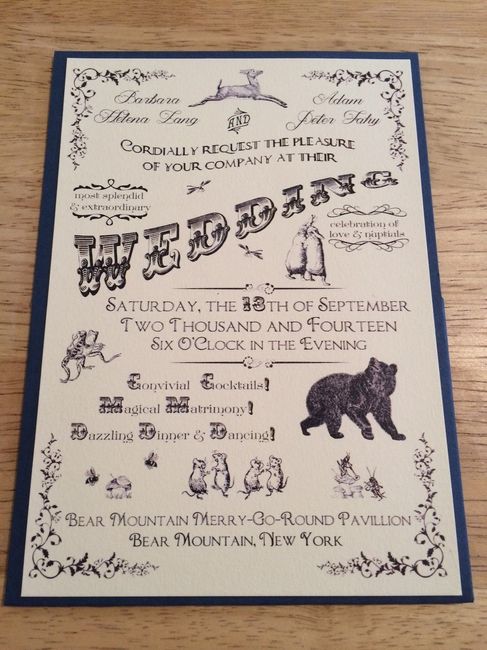 Barbara
Helena Lang
AND
Adam
Peter Fahy
CORDIALLY REQUEST THE PLEASURE
OF YOUR COMPANY AT THEIR
most splendid
& extraordinary
WEDDING
celebration of
love & nuptials
SATURDAY, THE 13TH OF SEPTEMBER
TWO THOUSAND AND FOURTEEN
SIX O'CLOCK IN THE EVENING
Convivial Cocktails!
Magical Matrimony!
Dazzling Dinner & Dancing!
BEAR MOUNTAIN MERRY-GO-ROUND PAVILLION
BEAR MOUNTAIN, NEW YORK